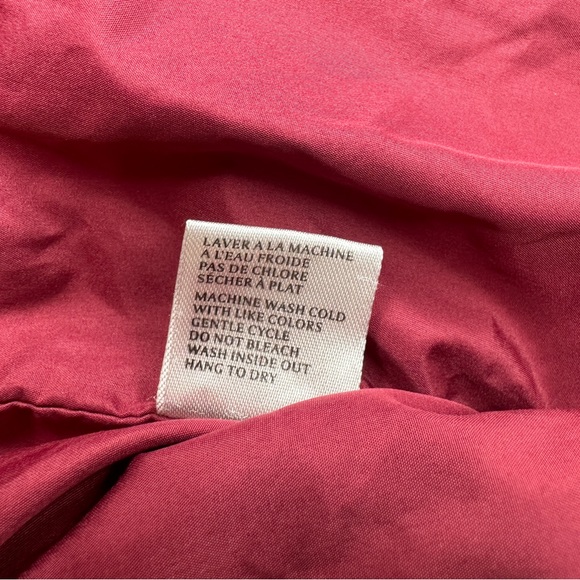 LAVER A LA MACHINE
A L'EAU FROIDE
PAS DE CHLORE
SÉCHER À PLAT
MACHINE WASH COLD
WITH LIKE COLORS
GENTLE CYCLE
DO NOT BLEACH
WASH INSIDE OUT
HANG TO DRY